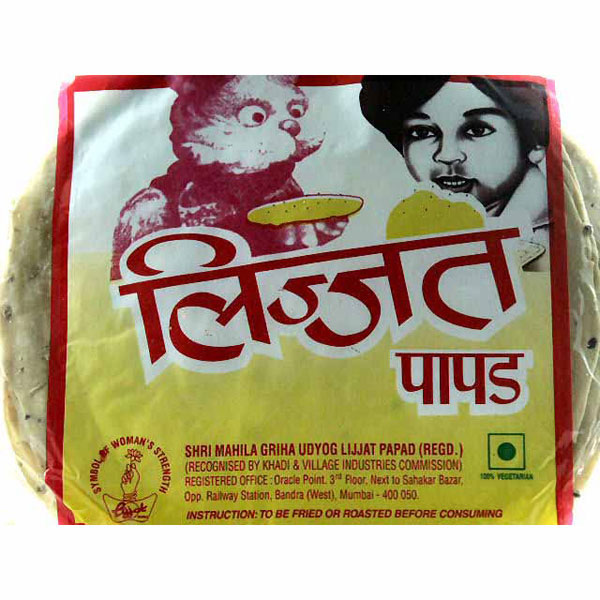 लिज्जत
पापड
SYMBOL OF WOMAN'S STRENGTH
SHRI MAHILA GRIHA UDYOG LIJJAT PAPAD (REGD.)
(RECOGNISED BY KHADI & VILLAGE INDUSTRIES COMMISSION)
REGISTERED OFFICE : Oracle Point. 3rd Floor, Next to Sahakar Bazar,
Opp. Railway Station, Bandra (West), Mumbai - 400 050.
INSTRUCTION: TO BE FRIED OR ROASTED BEFORE CONSUMING
100% VEGETARIAN